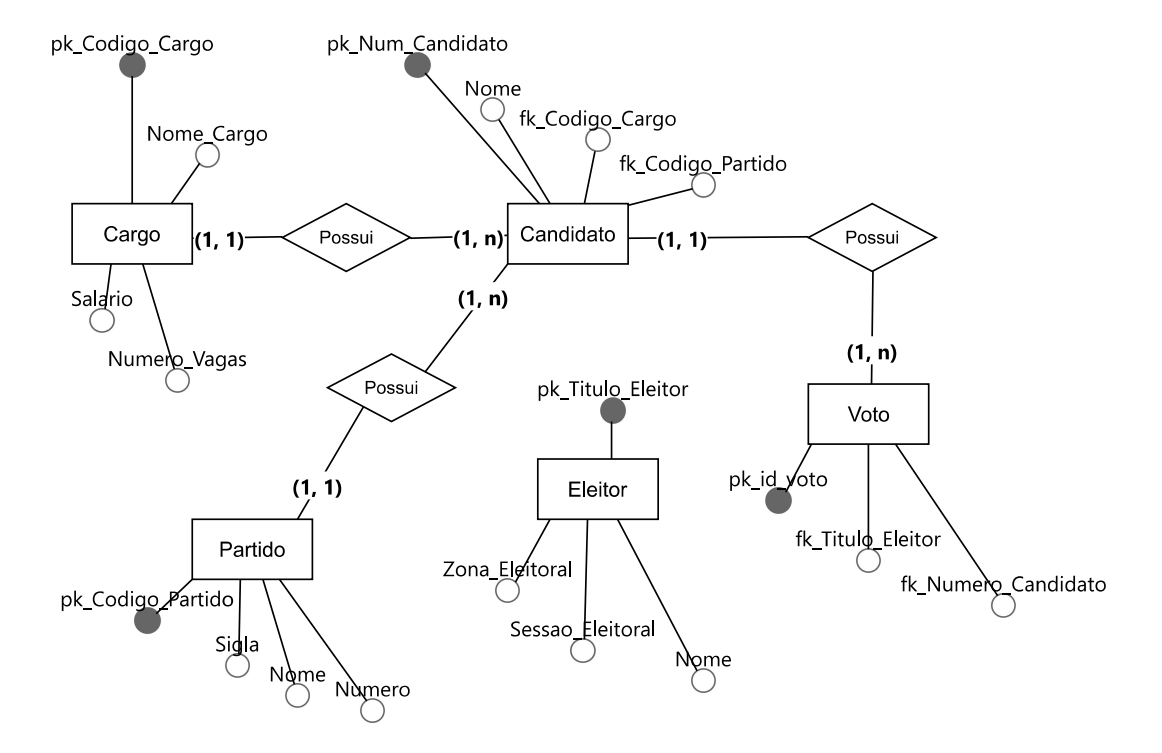 pk_Codigo_Cargo
pk_Num_Candidato
Nome
fk_Codigo_Cargo
Nome_Cargo
fk_Codigo_Partido
Cargo
(1, 1)
Possui
(1, n)
Candidato
(1, 1)
Possui
Salario
(1, n)
Numero_Vagas
(1, n)
Possui
pk_Titulo_Eleitor
Voto
(1, 1)
Eleitor
pk_id_voto
Partido
fk_Titulo_Eleitor
Zona_Eleitoral
fk_Numero_Candidato
pk_Codigo_Partido
Sessao_Eleitoral
Sigla
Nome
Nome
Numero